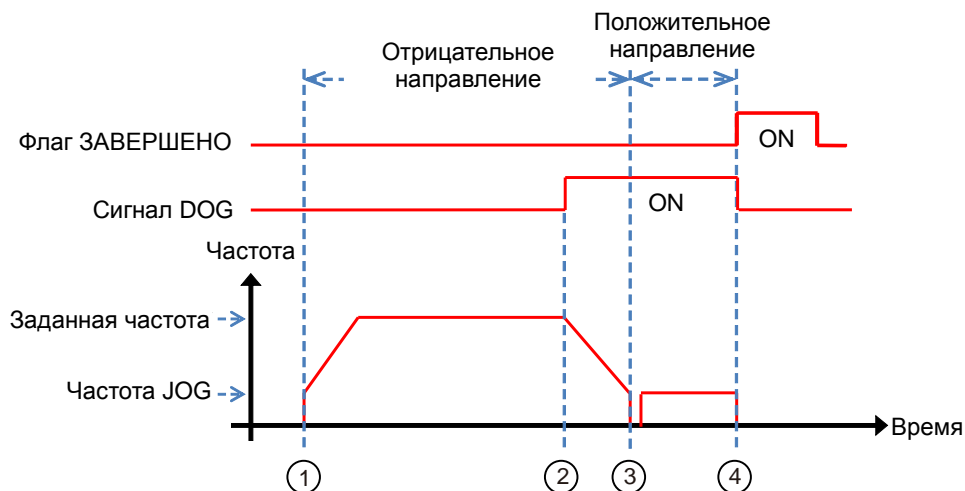 Отрицательное
направление
Положительное
направление
Флаг ЗАВЕРШЕНО
ON
Сигнал DOG
ON
Частота
Заданная частота
Частота JOG
Время
1
2
3
4